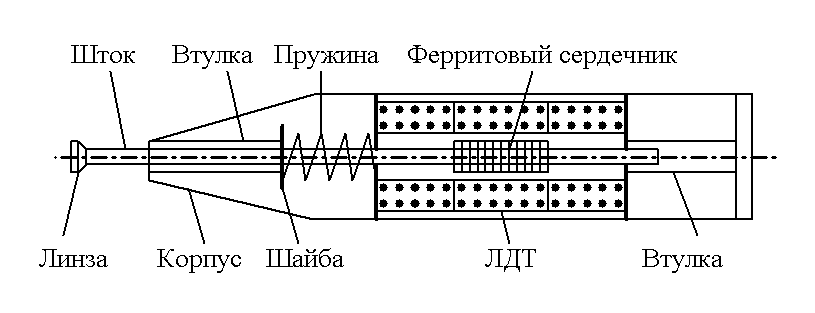 Шток Втулка Пружина Ферритовый сердечник
Линза Корпус Шайба ЛДТ Втулка